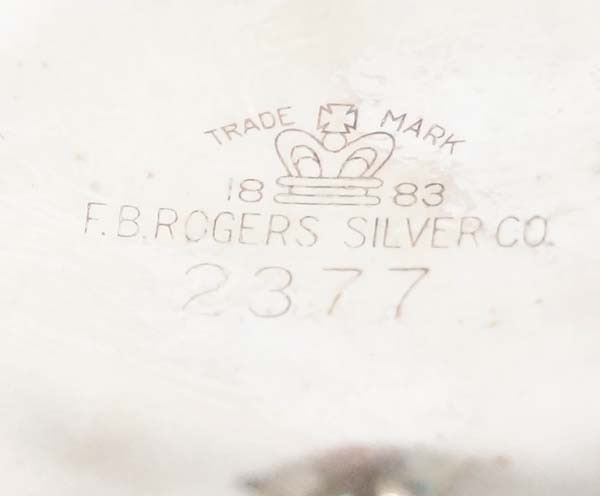 TRADE MARK
18 83
F.B.ROGERS SILVER CO.
2377